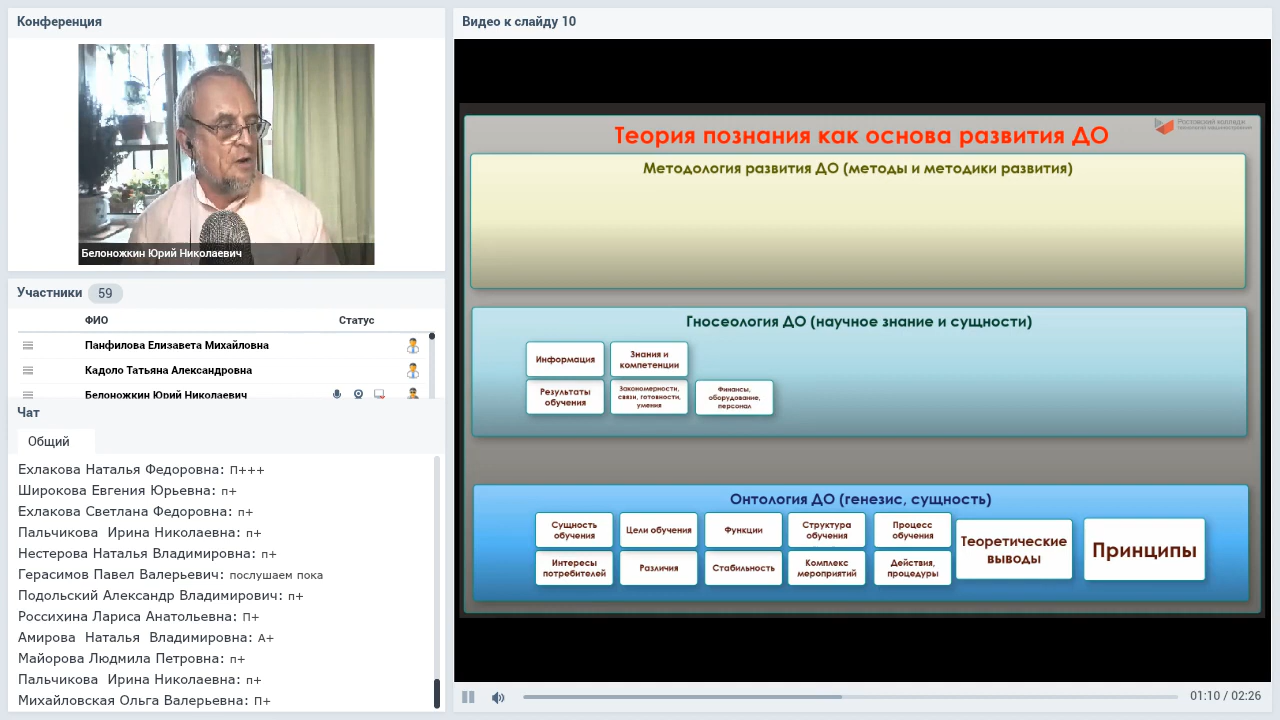 Конференция
Белоножкин Юрий Николаевич
Участники 59
ФИО Статус
Панфилова Елизавета Михайловна
Кадоло Татьяна Александровна
Белоножкин Юрий Николаевич
Чат
Общий
Ехлакова Наталья Федоровна: П+++
Широкова Евгения Юрьевна: п+
Ехлакова Светлана Федоровна: п+
Пальчикова Ирина Николаевна: п+
Нестерова Наталья Владимировна: п+
Герасимов Павел Валерьевич: послушаем пока
Подольский Александр Владимирович: п+
Россихина Лариса Анатольевна: П+
Амирова Наталья Владимировна: А+
Майорова Людмила Петровна: п+
Пальчикова Ирина Николаевна: п+
Михайловская Ольга Валерьевна: П+
Видео к слайду 10
Теория познания как основа развития ДО
Методология развития ДО (методы и методики развития)
Гносеология ДО (научное знание и сущности)
Информация
Знания и
компетенции
Результаты
обучения
Закономерности,
связи, готовности,
умения
Финансы,
оборудование,
персонал
Онтология ДО (генезис, сущность)
Сущность
обучения
Цели обучения
Функции
Структура
обучения
Процесс
обучения
Интересы
потребителей
Различия
Стабильность
Комплекс
мероприятий
Действия,
процедуры
Теоретические
выводы
Принципы
01:10 / 02:26